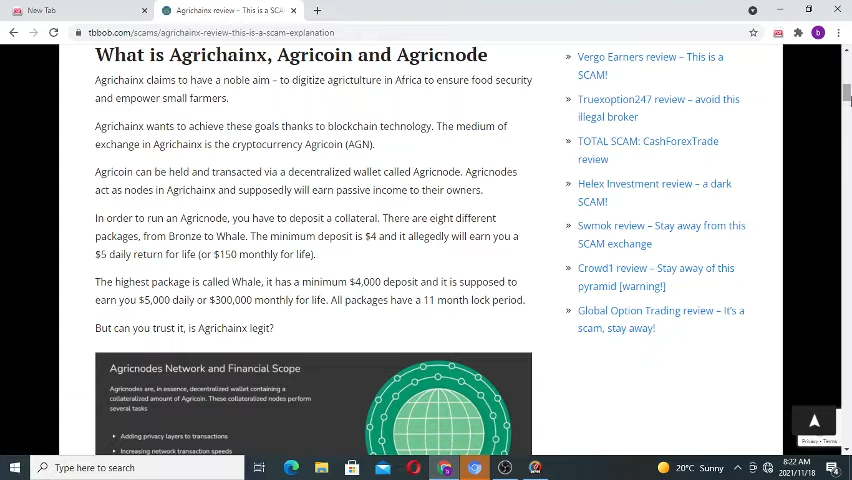 New Tab
Agrichainx review – This is a SCA
tbbob.com/scams/agrichainx-review-this-is-a-scam-explanation
What is Agrichainx, Agricoin and Agricnode
Agrichainx claims to have a noble aim – to digitize agrictulture in Africa to ensure food security
and empower small farmers.
Agrichainx wants to achieve these goals thanks to blockchain technology. The medium of
exchange in Agrichainx is the cryptocurrency Agricoin (AGN).
Agricoin can be held and transacted via a decentralized wallet called Agricnode. Agricnodes
act as nodes in Agrichainx and supposedly will earn passive income to their owners.
In order to run an Agricnode, you have to deposit a collateral. There are eight different
packages, from Bronze to Whale. The minimum deposit is $4 and it allegedly will earn you a
$5 daily return for life (or $150 monthly for life).
The highest package is called Whale, it has a minimum $4,000 deposit and it is supposed to
earn you $5,000 daily or $300,000 monthly for life. All packages have a 11 month lock period.
But can you trust it, is Agrichainx legit?
Agricnodes Network and Financial Scope
Agricnodes are, in essence, decentralized wallet containing a
collateralized amount of Agricoin. These collateralized nodes perform
several tasks
Adding privacy layers to transactions
Increasing network transaction speeds
» Vergo Earners review – This is a
SCAM!
» Truexoption247 review – avoid this
illegal broker
» TOTAL SCAM: CashForexTrade
review
» Helex Investment review – a dark
SCAM!
» Swmok review – Stay away from this
SCAM exchange
» Crowd1 review – Stay away of this
pyramid [warning!]
» Global Option Trading review – It's a
scam, stay away!
Privacy - Terms
Type here to search
20°C Sunny
8:22 AM
2021/11/18
4